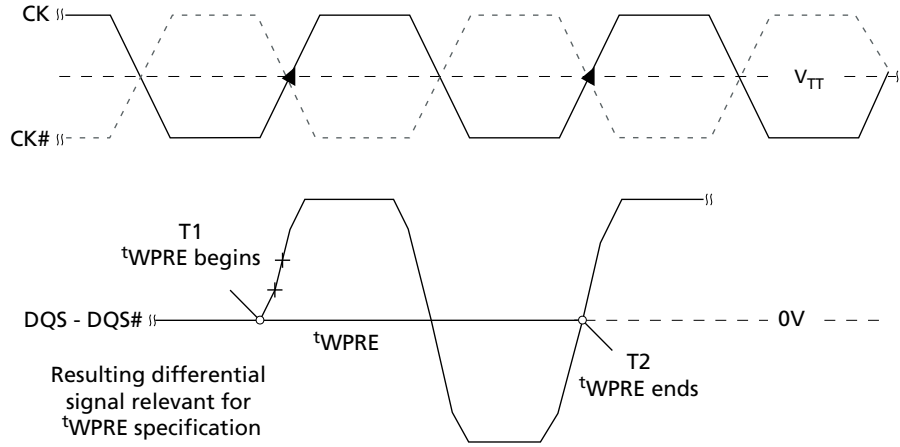 CK
V_TT
CK#
T1
tWPRE begins
DQS - DQS#
0V
tWPRE
T2
tWPRE ends
Resulting differential
signal relevant for
tWPRE specification